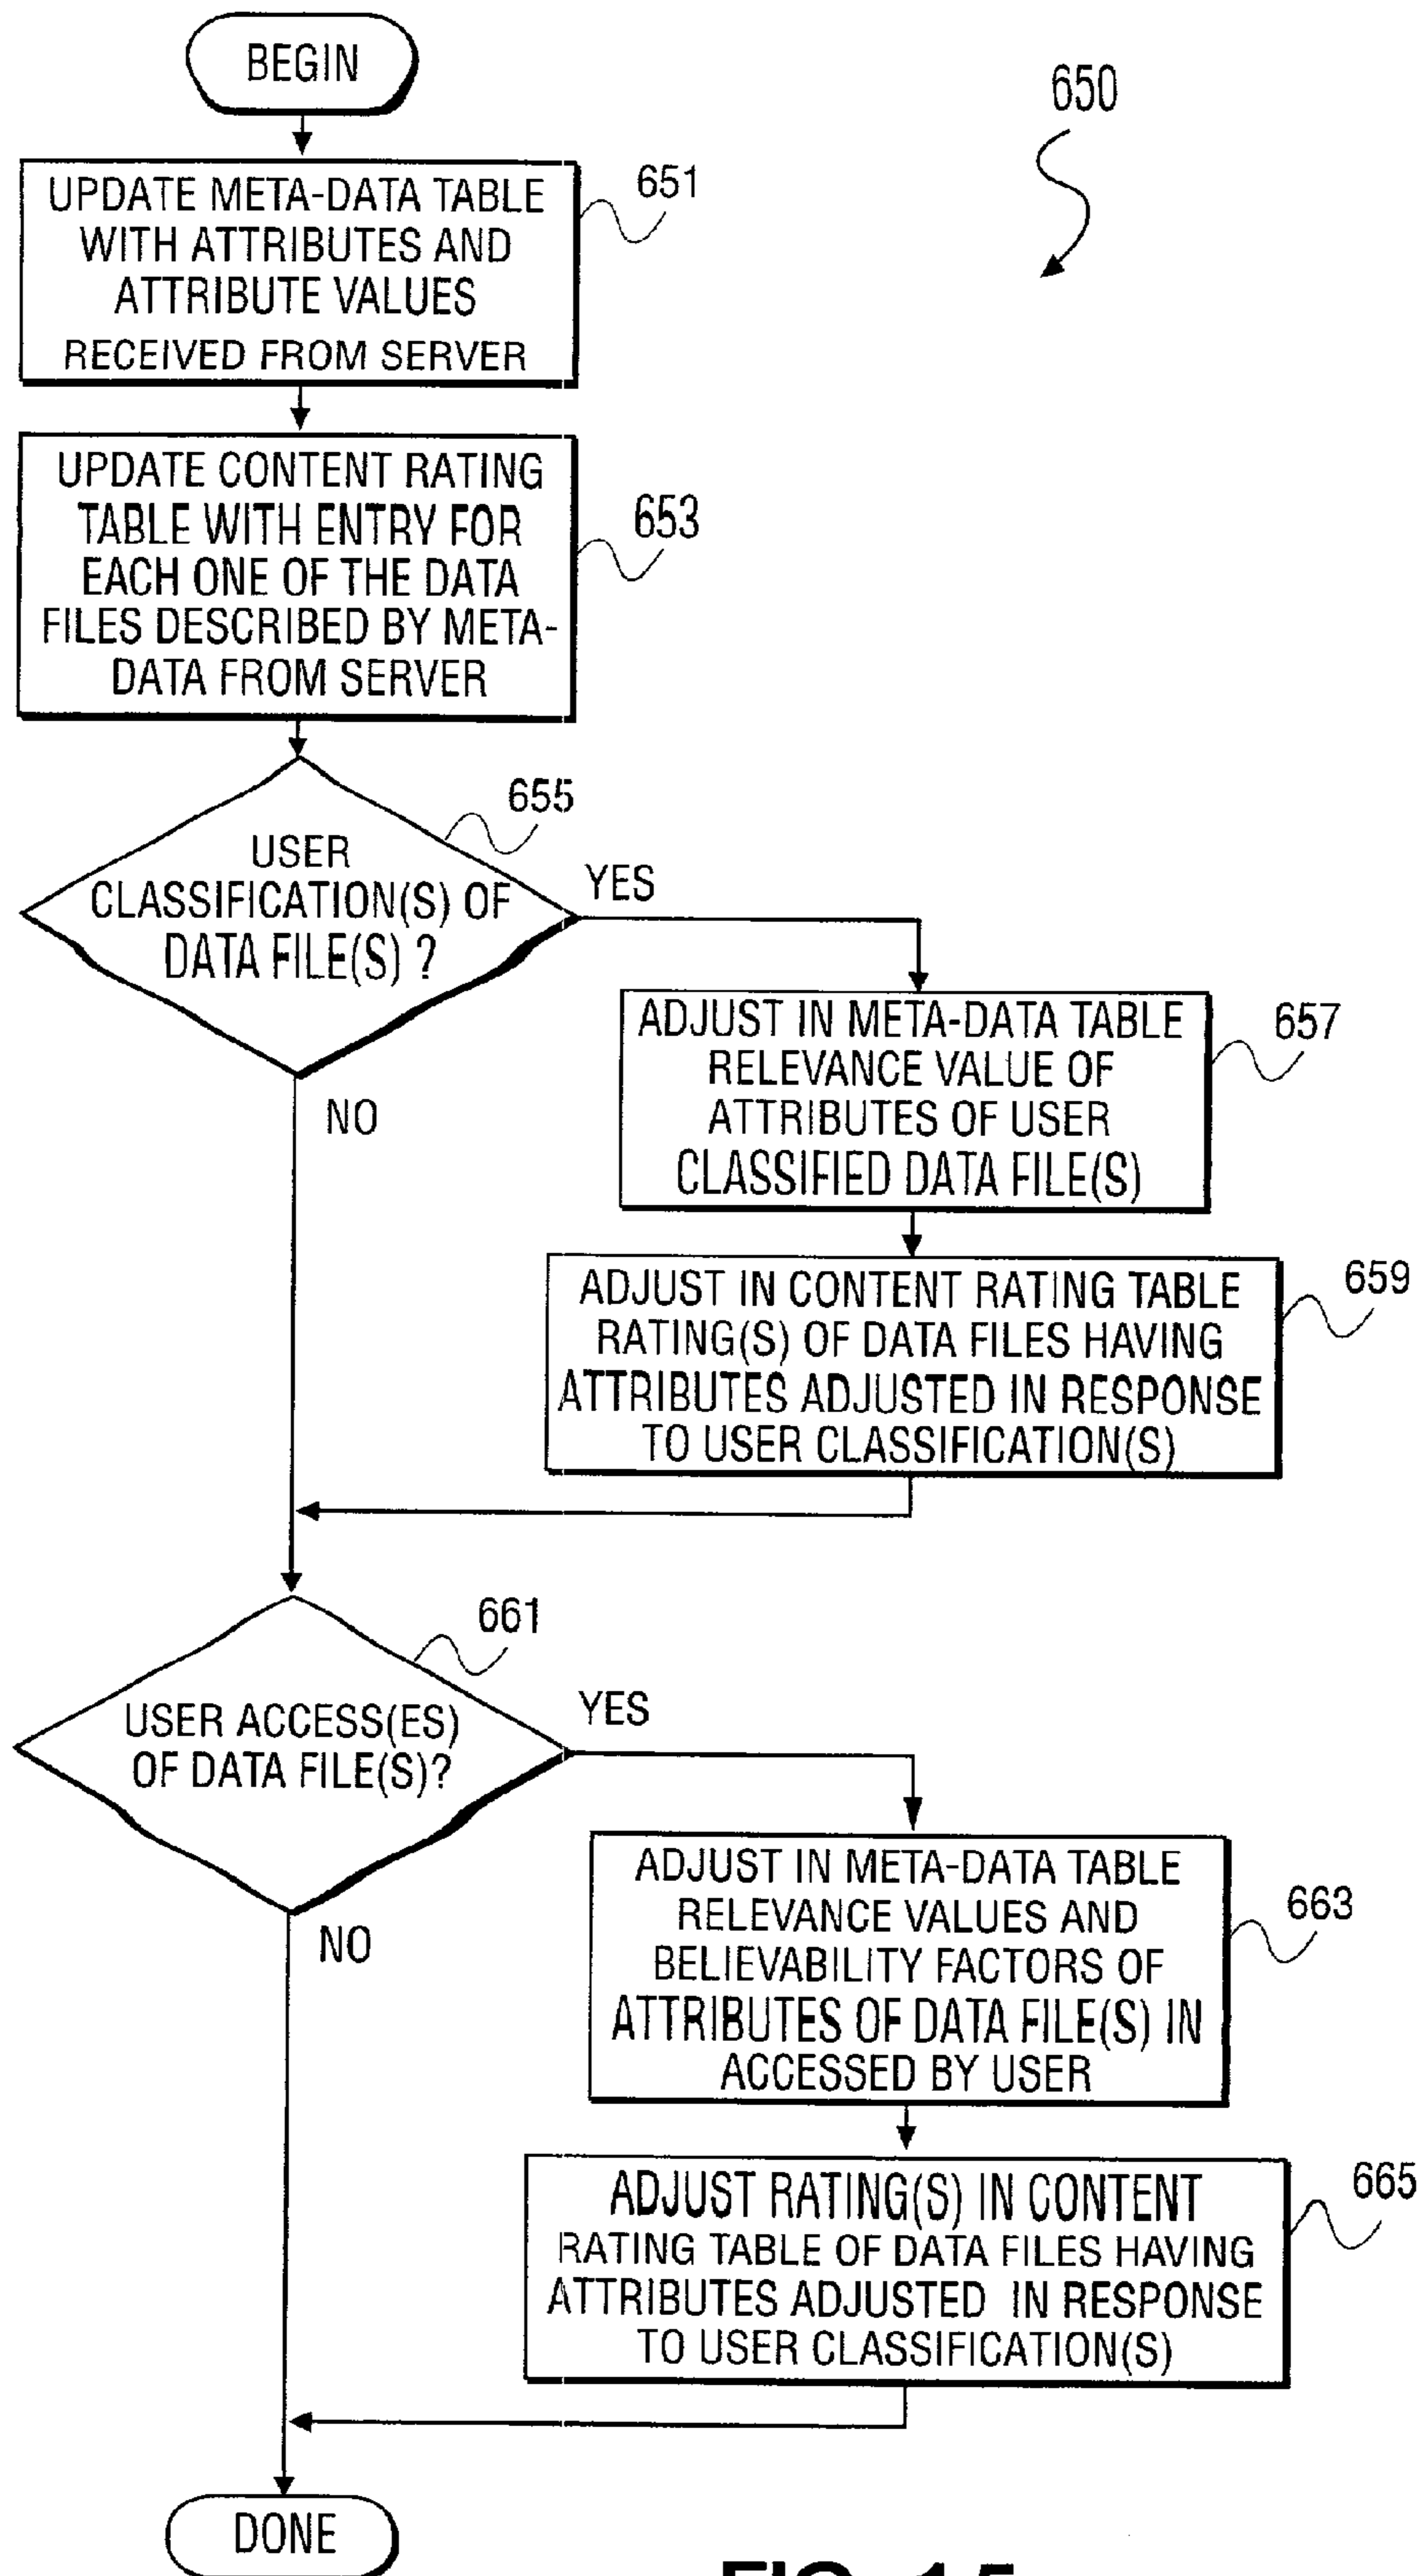 BEGIN
650
UPDATE META-DATA TABLE
WITH ATTRIBUTES AND
ATTRIBUTE VALUES
RECEIVED FROM SERVER
651
UPDATE CONTENT RATING
TABLE WITH ENTRY FOR
EACH ONE OF THE DATA
FILES DESCRIBED BY META-
DATA FROM SERVER
653
USER
CLASSIFICATION(S) OF
DATA FILE(S) ?
655
YES
NO
ADJUST IN META-DATA TABLE
RELEVANCE VALUE OF
ATTRIBUTES OF USER
CLASSIFIED DATA FILE(S)
657
ADJUST IN CONTENT RATING TABLE
RATING(S) OF DATA FILES HAVING
ATTRIBUTES ADJUSTED IN RESPONSE
TO USER CLASSIFICATION(S)
659
USER ACCESS(ES)
OF DATA FILE(S)?
661
YES
NO
ADJUST IN META-DATA TABLE
RELEVANCE VALUES AND
BELIEVABILITY FACTORS OF
ATTRIBUTES OF DATA FILE(S) IN
ACCESSED BY USER
663
ADJUST RATING(S) IN CONTENT
RATING TABLE OF DATA FILES HAVING
ATTRIBUTES ADJUSTED IN RESPONSE
TO USER CLASSIFICATION(S)
665
DONE
FIG. 15